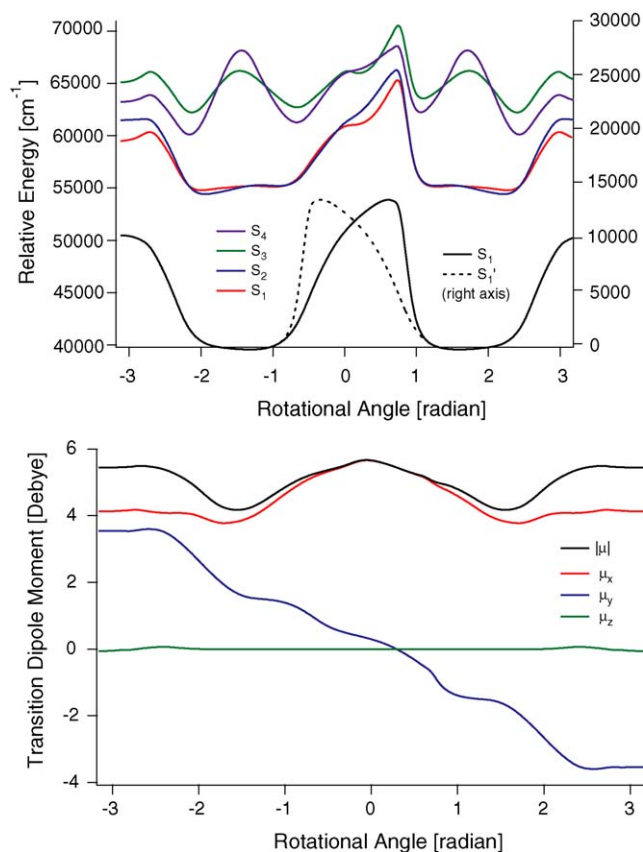 Relative Energy [cm⁻¹]
70000
65000
60000
55000
50000
45000
40000
30000
25000
20000
15000
10000
5000
0
S₄
S₃
S₂
S₁
S₁
S₁'
(right axis)
-3 -2 -1 0 1 2 3
Rotational Angle [radian]
Transition Dipole Moment [Debye]
6
4
2
0
-2
-4
|μ|
μₓ
μ_y
μ_z
-3 -2 -1 0 1 2 3
Rotational Angle [radian]